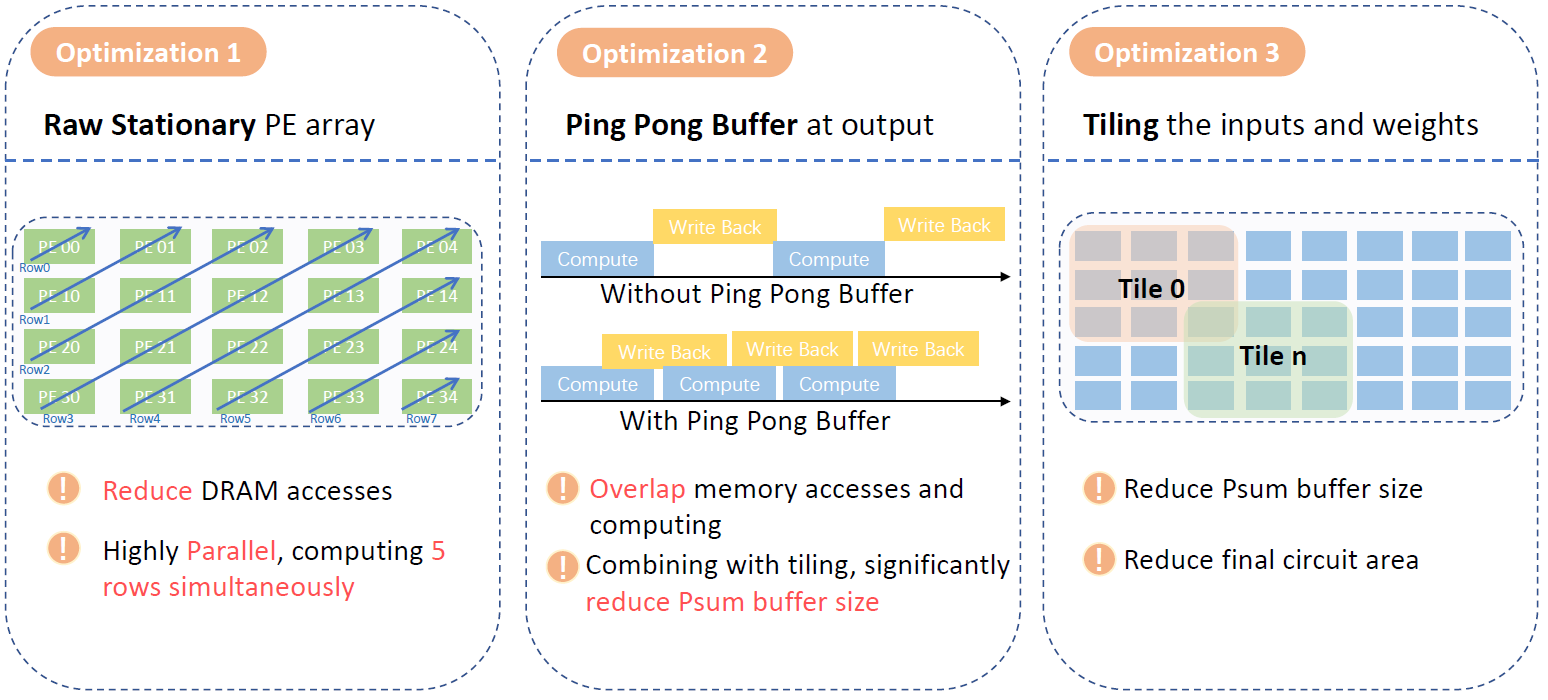 Optimization 1
Raw Stationary PE array
PE 00 PE 01 PE 02 PE 03 PE 04
Row0
PE 10 PE 11 PE 12 PE 13 PE 14
Row1
PE 20 PE 21 PE 22 PE 23 PE 24
Row2
PE 30 PE 31 PE 32 PE 33 PE 34
Row3 Row4 Row5 Row6 Row7
! Reduce DRAM accesses
! Highly Parallel, computing 5
rows simultaneously
Optimization 2
Ping Pong Buffer at output
Write Back Write Back
Compute Compute
Without Ping Pong Buffer
Write Back Write Back Write Back
Compute Compute Compute
With Ping Pong Buffer
! Overlap memory accesses and
computing
! Combining with tiling, significantly
reduce Psum buffer size
Optimization 3
Tiling the inputs and weights
Tile 0
Tile n
! Reduce Psum buffer size
! Reduce final circuit area